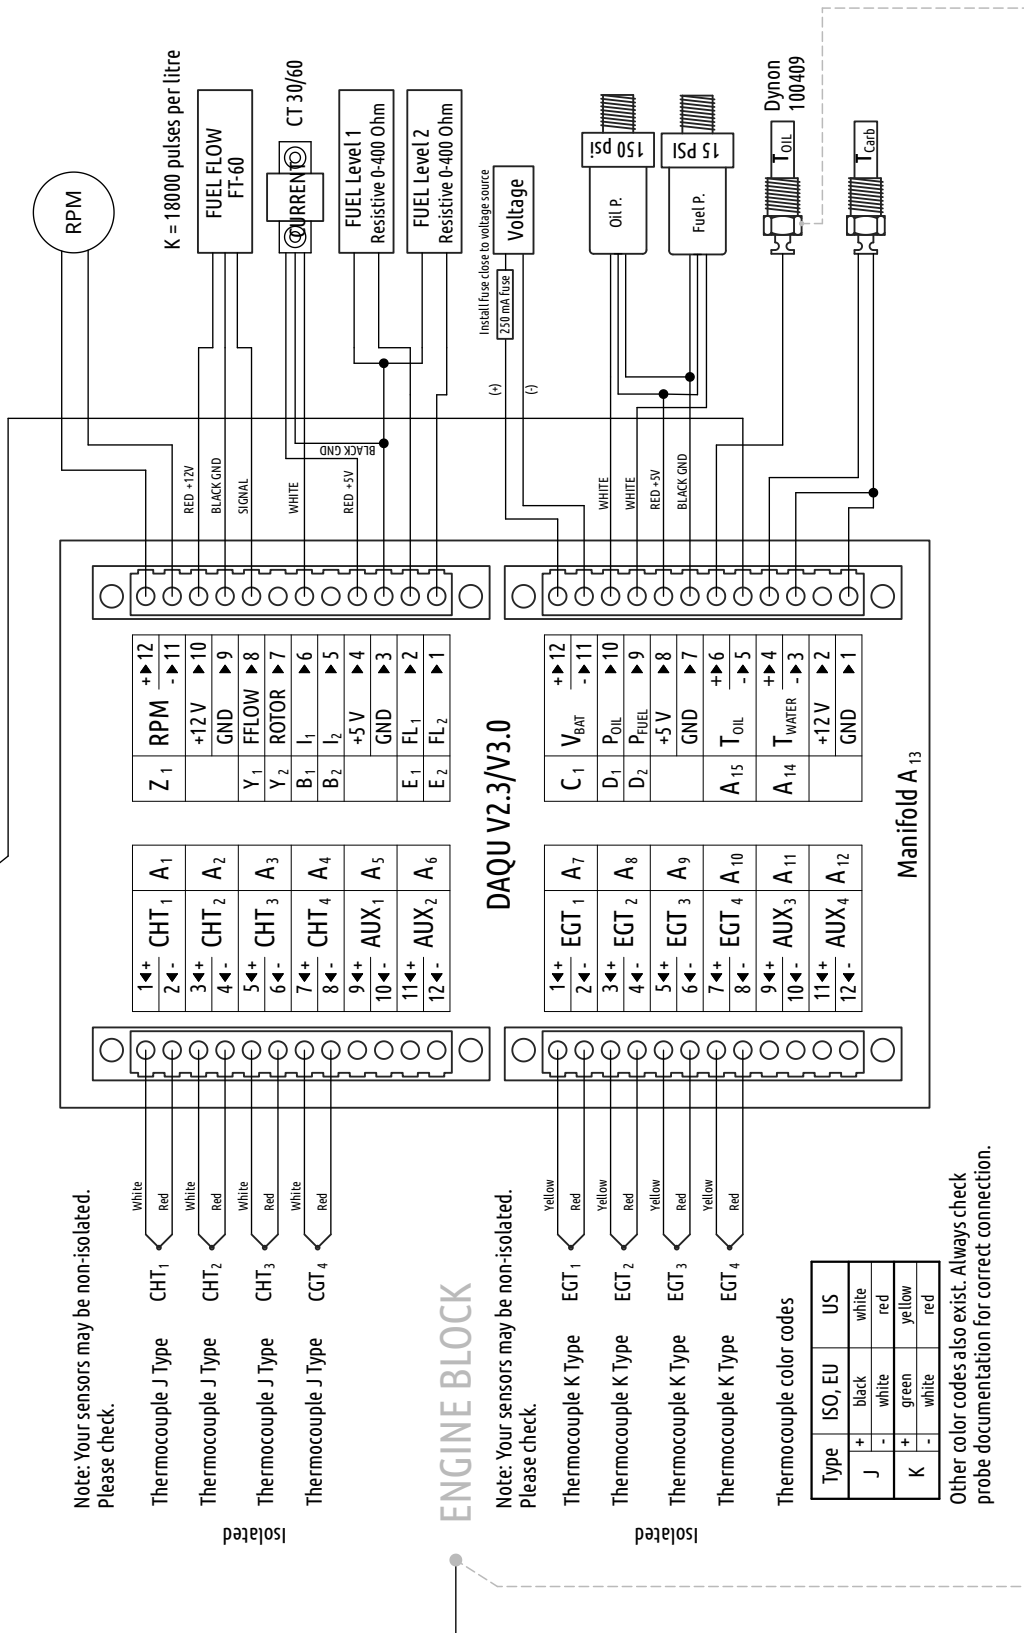 RPM
K = 18000 pulses per litre
FUEL FLOW
FT-60
CT 30/60
CURRENT
FUEL Level 1
Resistive 0-400 Ohm
FUEL Level 2
Resistive 0-400 Ohm
Install fuse close to voltage source
250 mA fuse
Voltage
(+)
(-)
Oil P.
150 psi
Fuel P.
15 PSI
Dynon
100409
TOIL
TCarb
RED +12V
BLACK GND
SIGNAL
WHITE
RED +5V
BLACK GND
WHITE
WHITE
RED +5V
BLACK GND
Z1 RPM + 12
- 11
+12 V 10
GND 9
Y1 FFLOW 8
Y2 ROTOR 7
B1 I1 6
B2 I2 5
+5 V 4
GND 3
E1 FL1 2
E2 FL2 1
C1 VBAT + 12
- 11
D1 POIL 10
D2 PFUEL 9
+5 V 8
GND 7
A15 TOIL + 6
- 5
A14 TWATER + 4
- 3
+12 V 2
GND 1
DAQU V2.3/V3.0
Manifold A13
1 + CHT1 A1
2 -
3 + CHT2 A2
4 -
5 + CHT3 A3
6 -
7 + CHT4 A4
8 -
9 + AUX1 A5
10 -
11 + AUX2 A6
12 -
1 + EGT1 A7
2 -
3 + EGT2 A8
4 -
5 + EGT3 A9
6 -
7 + EGT4 A10
8 -
9 + AUX3 A11
10 -
11 + AUX4 A12
12 -
White
Red
White
Red
White
Red
White
Red
Yellow
Red
Yellow
Red
Yellow
Red
Yellow
Red
Note: Your sensors may be non-isolated.
Please check.
Thermocouple J Type CHT1
Thermocouple J Type CHT2
Thermocouple J Type CHT3
Thermocouple J Type CGT4
Isolated
ENGINE BLOCK
Note: Your sensors may be non-isolated.
Please check.
Thermocouple K Type EGT1
Thermocouple K Type EGT2
Thermocouple K Type EGT3
Thermocouple K Type EGT4
Isolated
Thermocouple color codes
Type ISO, EU US
J + black white
- white red
K + green yellow
- white red
Other color codes also exist. Always check
probe documentation for correct connection.